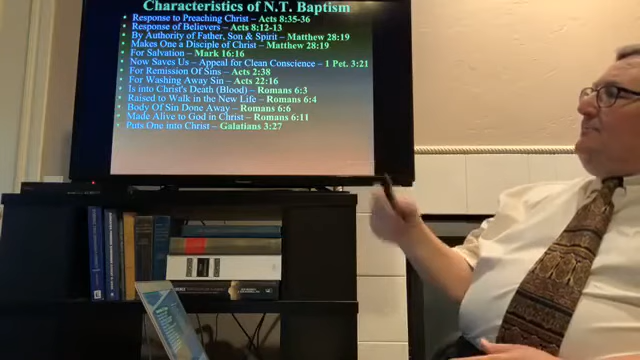 Characteristics of N.T. Baptism
• Response to Preaching Christ – Acts 8:35-36
• Response of Believers – Acts 8:12-13
• By Authority of Father, Son & Spirit – Matthew 28:19
• Makes One a Disciple of Christ – Matthew 28:19
• For Salvation – Mark 16:16
• Now Saves Us – Appeal for Clean Conscience – 1 Pet. 3:21
• For Remission Of Sins – Acts 2:38
• For Washing Away Sin – Acts 22:16
• Is into Christ's Death (Blood) – Romans 6:3
• Raised to Walk in the New Life – Romans 6:4
• Body Of Sin Done Away – Romans 6:6
• Made Alive to God in Christ – Romans 6:11
• Puts One into Christ – Galatians 3:27